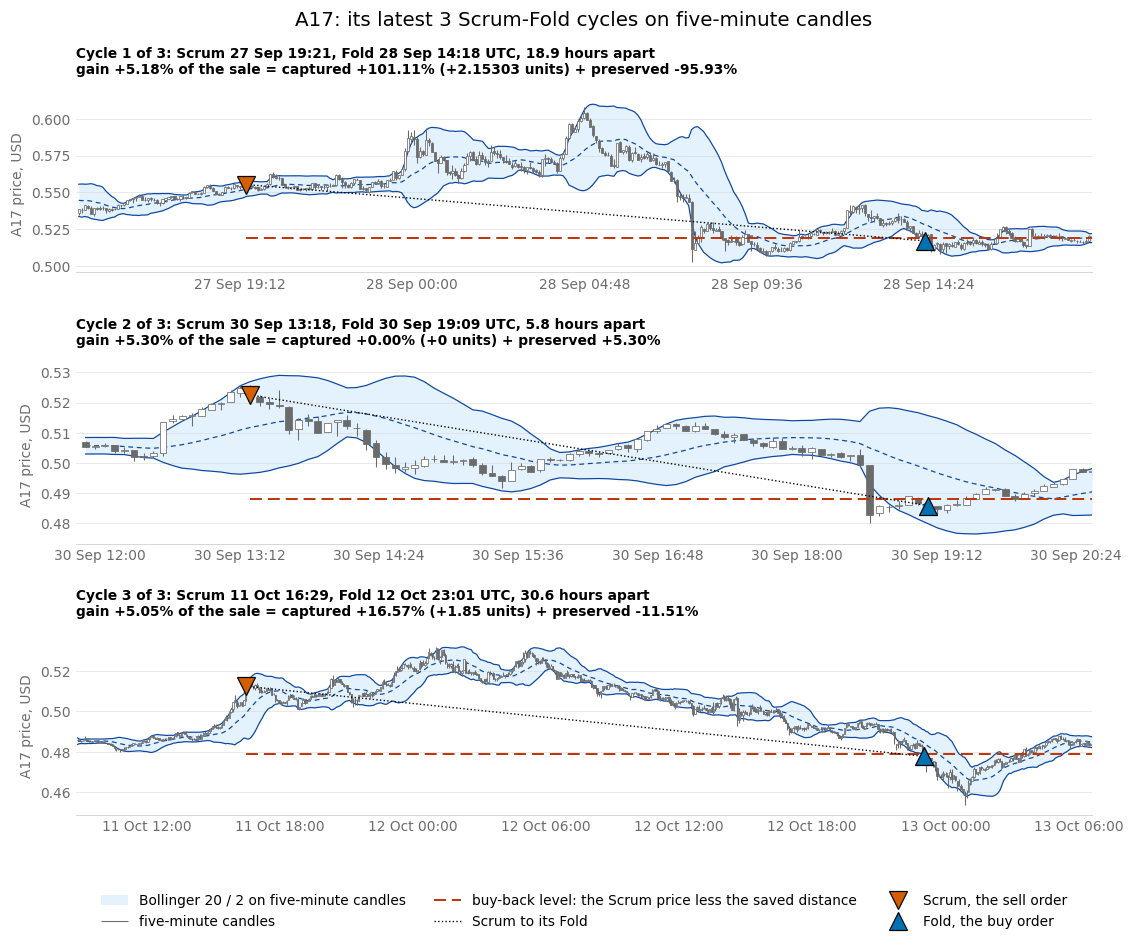 A17: its latest 3 Scrum-Fold cycles on five-minute candles
Cycle 1 of 3: Scrum 27 Sep 19:21, Fold 28 Sep 14:18 UTC, 18.9 hours apart
gain +5.18% of the sale = captured +101.11% (+2.15303 units) + preserved -95.93%
A17 price, USD
0.600
0.575
0.550
0.525
0.500
27 Sep 19:12
28 Sep 00:00
28 Sep 04:48
28 Sep 09:36
28 Sep 14:24
Cycle 2 of 3: Scrum 30 Sep 13:18, Fold 30 Sep 19:09 UTC, 5.8 hours apart
gain +5.30% of the sale = captured +0.00% (+0 units) + preserved +5.30%
A17 price, USD
0.53
0.52
0.51
0.50
0.49
0.48
30 Sep 12:00
30 Sep 13:12
30 Sep 14:24
30 Sep 15:36
30 Sep 16:48
30 Sep 18:00
30 Sep 19:12
30 Sep 20:24
Cycle 3 of 3: Scrum 11 Oct 16:29, Fold 12 Oct 23:01 UTC, 30.6 hours apart
gain +5.05% of the sale = captured +16.57% (+1.85 units) + preserved -11.51%
A17 price, USD
0.52
0.50
0.48
0.46
11 Oct 12:00
11 Oct 18:00
12 Oct 00:00
12 Oct 06:00
12 Oct 12:00
12 Oct 18:00
13 Oct 00:00
13 Oct 06:00
Bollinger 20 / 2 on five-minute candles
five-minute candles
buy-back level: the Scrum price less the saved distance
Scrum to its Fold
Scrum, the sell order
Fold, the buy order